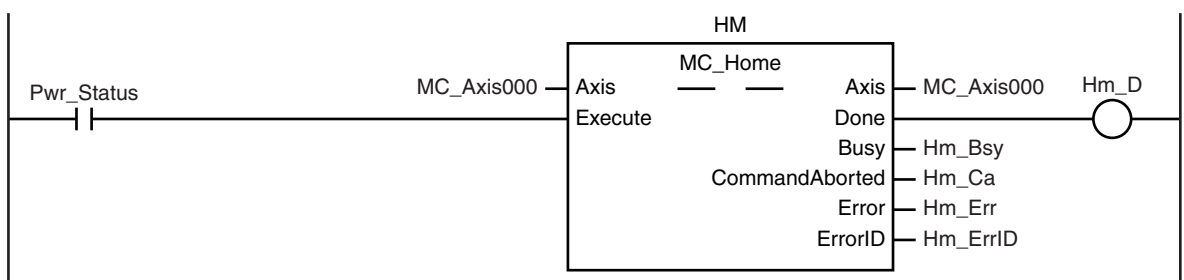 HM
MC_Home
Pwr_Status
MC_Axis000 Axis Axis MC_Axis000 Hm_D
Execute Done
Busy Hm_Bsy
CommandAborted Hm_Ca
Error Hm_Err
ErrorID Hm_ErrID